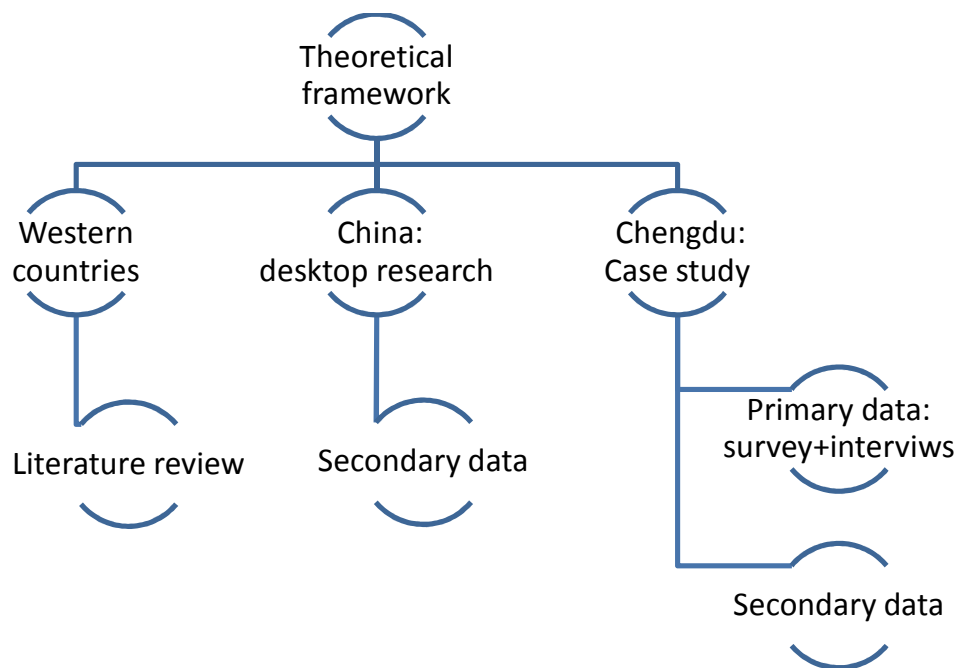 Theoretical
framework
Western
countries
China:
desktop research
Chengdu:
Case study
Literature review
Secondary data
Primary data:
survey+interviws
Secondary data